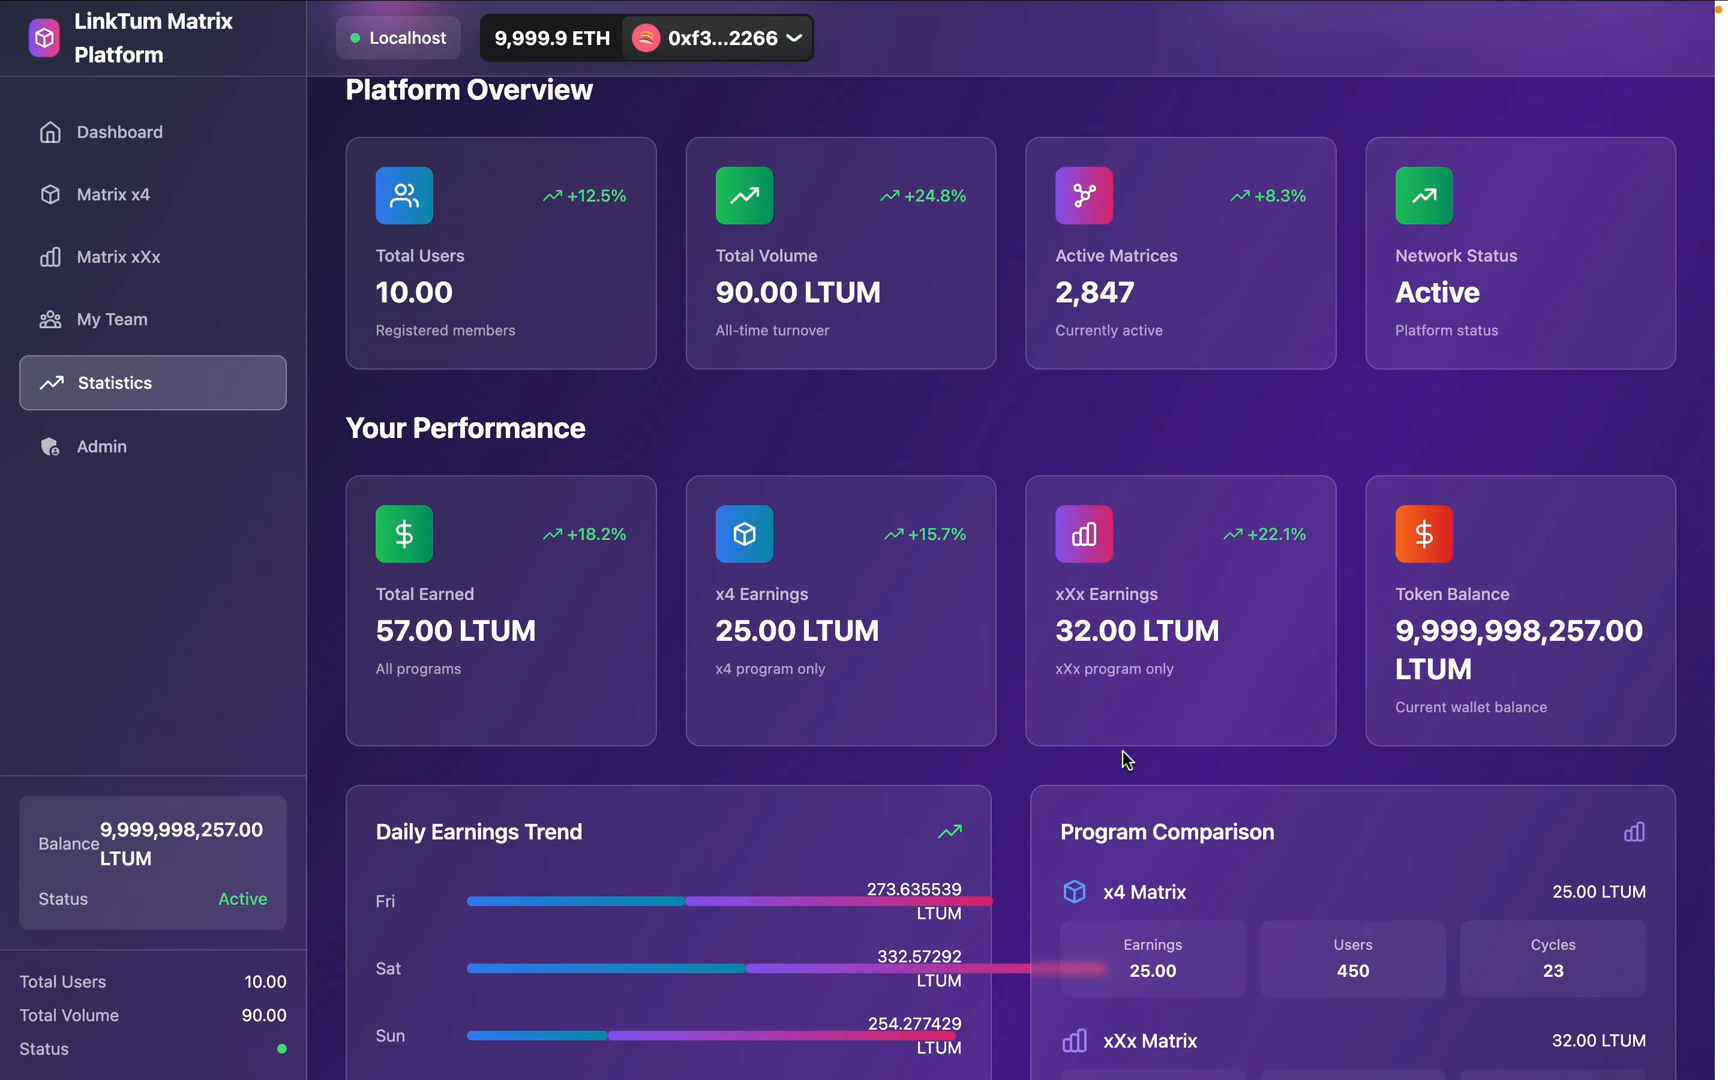 LinkTum Matrix
Platform
Localhost
9,999.9 ETH
0xf3...2266
Dashboard
Matrix x4
Matrix xXx
My Team
Statistics
Admin
Balance
9,999,998,257.00
LTUM
Status
Active
Total Users
10.00
Total Volume
90.00
Status
Platform Overview
+12.5%
Total Users
10.00
Registered members
+24.8%
Total Volume
90.00 LTUM
All-time turnover
+8.3%
Active Matrices
2,847
Currently active
Network Status
Active
Platform status
Your Performance
+18.2%
Total Earned
57.00 LTUM
All programs
+15.7%
x4 Earnings
25.00 LTUM
x4 program only
+22.1%
xXx Earnings
32.00 LTUM
xXx program only
Token Balance
9,999,998,257.00
LTUM
Current wallet balance
Daily Earnings Trend
Fri
273.635539
LTUM
Sat
332.57292
LTUM
Sun
254.277429
LTUM
Program Comparison
x4 Matrix
25.00 LTUM
Earnings
25.00
Users
450
Cycles
23
xXx Matrix
32.00 LTUM